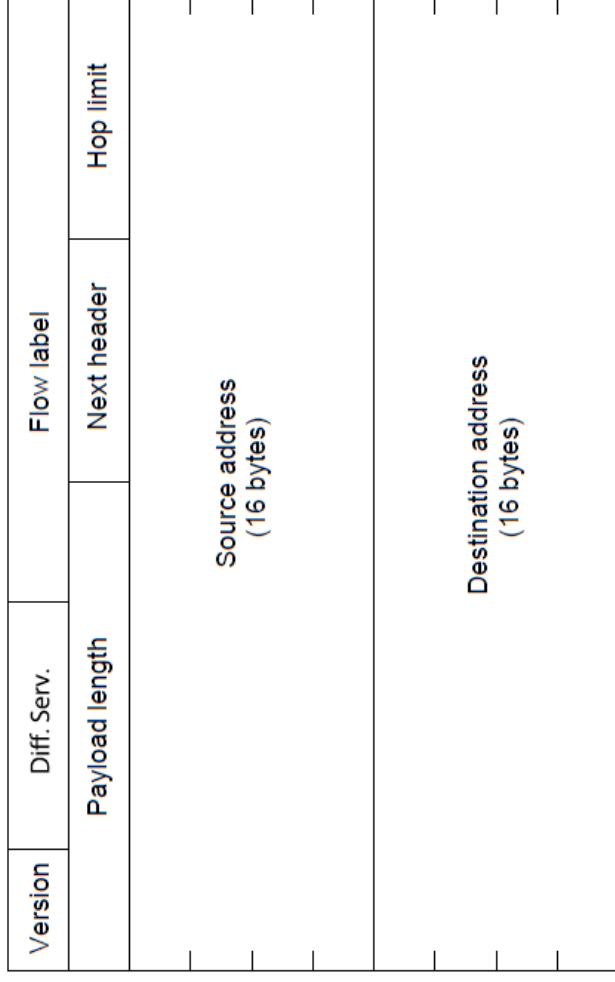 Version
Diff. Serv.
Flow label
Payload length
Next header
Hop limit
Source address
(16 bytes)
Destination address
(16 bytes)